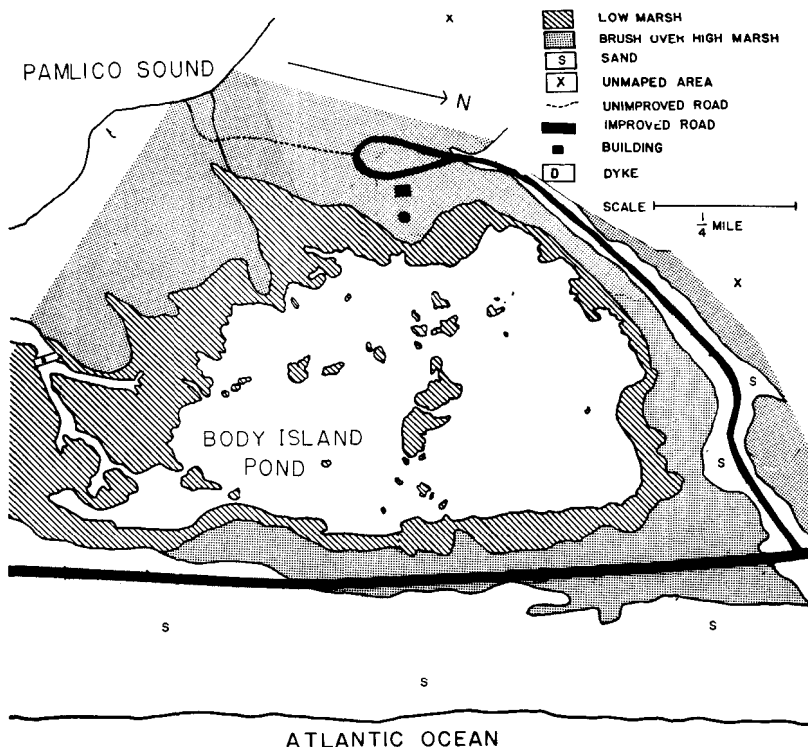 X
LOW MARSH
BRUSH OVER HIGH MARSH
S SAND
X UNMAPED AREA
UNIMPROVED ROAD
IMPROVED ROAD
BUILDING
D DYKE
SCALE
1/4 MILE
PAMLICO SOUND
N
X
S
S
BODY ISLAND
POND
S
S
S
ATLANTIC OCEAN